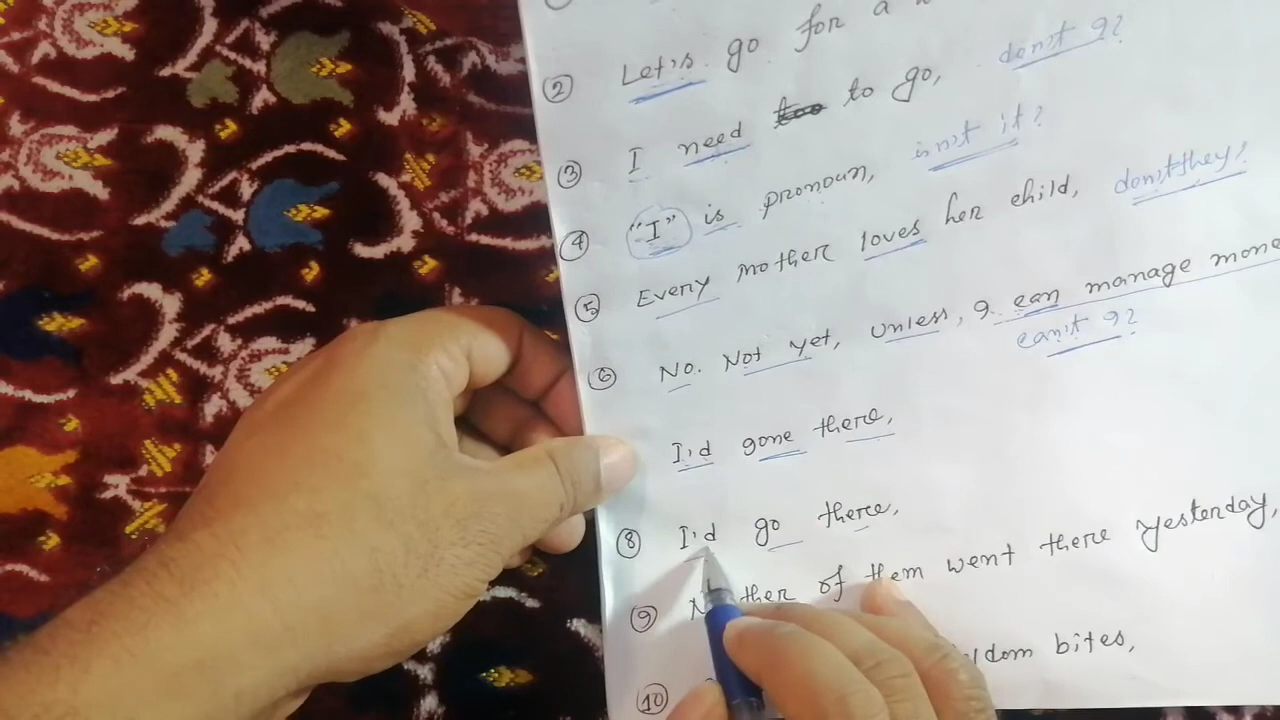 ② Let's go for a
③ I need to go, don't I?
④ "I" is pronoun, isn't it?
⑤ Every mother loves her child, don't they?
⑥ No. Not yet, unless, I can manage mone
can't I?
I'd gone there,
⑧ I'd go there,
⑨ of them went there yesterday,
⑩ bites,